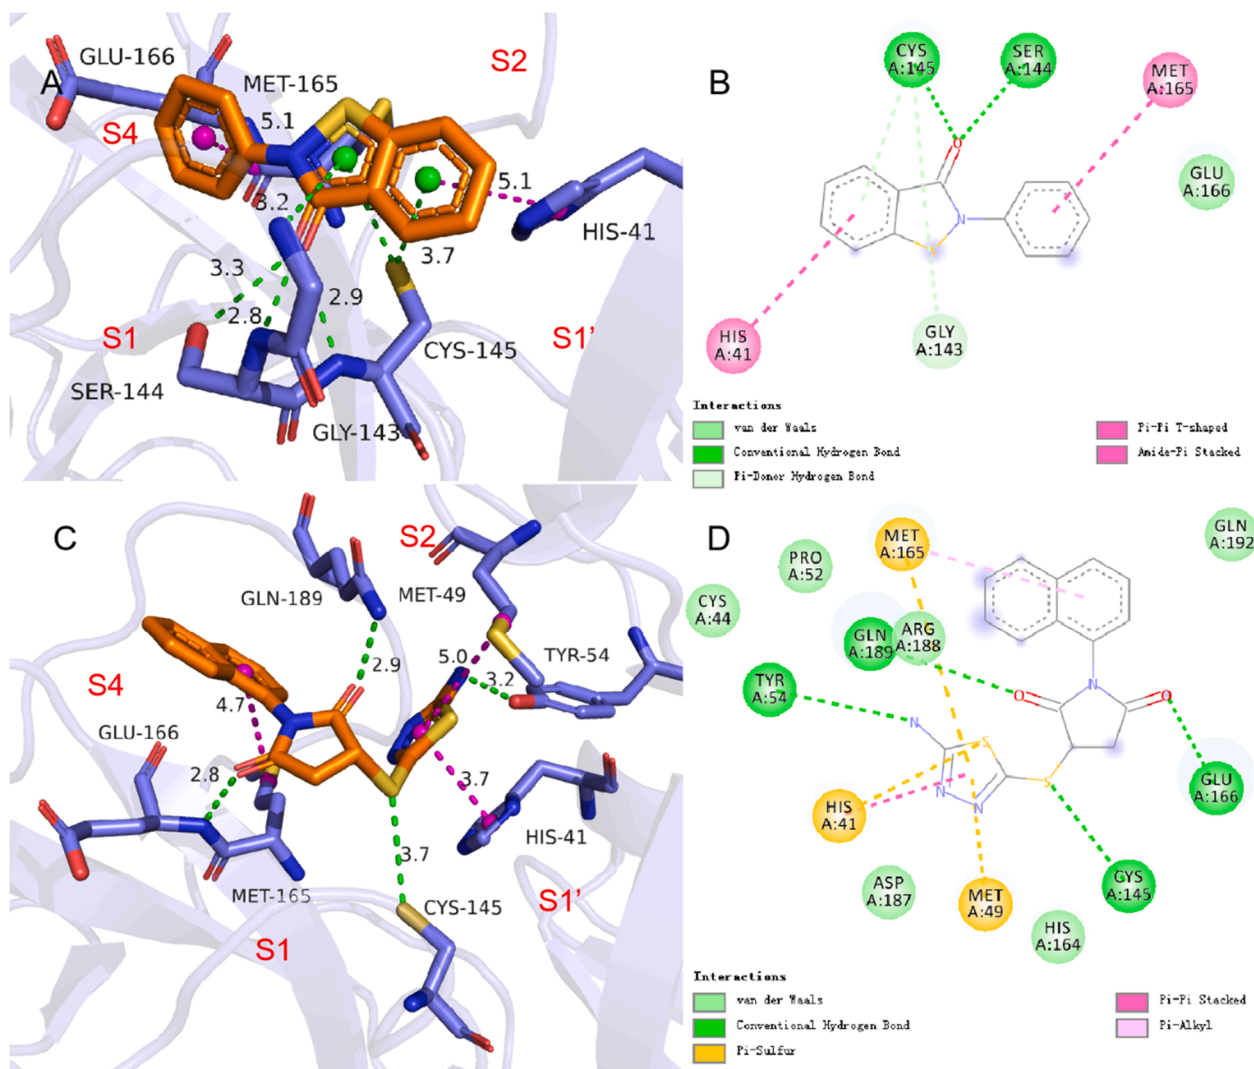 A
GLU-166
MET-165
S2
S4
5.1
5.1
3.2
HIS-41
3.7
3.3
2.9
2.8
S1
CYS-145
S1’
SER-144
GLY-143
B
CYS
A:145
SER
A:144
MET
A:165
GLU
A:166
O
N
S
HIS
A:41
GLY
A:143
Interactions
van der Waals
Conventional Hydrogen Bond
Pi-Donor Hydrogen Bond
Pi-Pi T-shaped
Amide-Pi Stacked
C
S2
GLN-189
MET-49
5.0
TYR-54
2.9
3.2
S4
4.7
GLU-166
2.8
3.7
HIS-41
3.7
MET-165
CYS-145
S1’
S1
D
MET
A:165
GLN
A:192
PRO
A:52
CYS
A:44
GLN
A:189
ARG
A:188
TYR
A:54
O
N
O
N
S
N
N
S
GLU
A:166
HIS
A:41
ASP
A:187
MET
A:49
GYS
A:145
HIS
A:164
Interactions
van der Waals
Conventional Hydrogen Bond
Pi-Sulfur
Pi-Pi Stacked
Pi-Alkyl